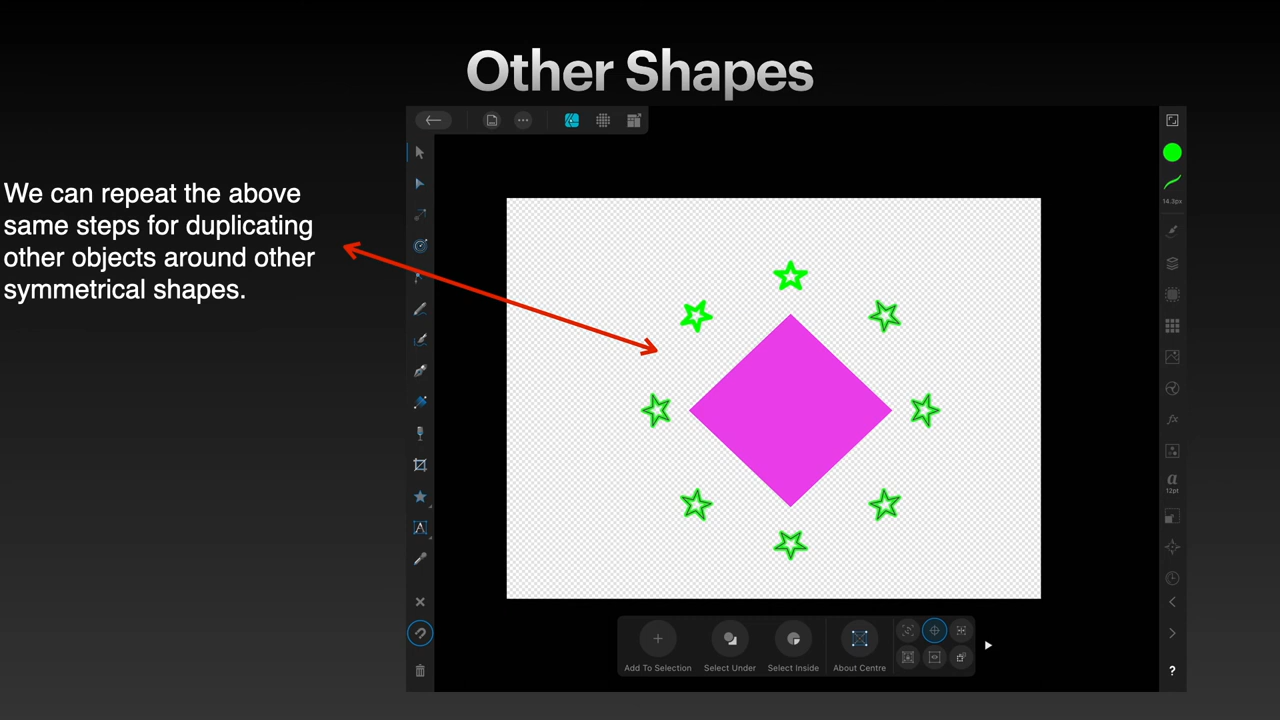 Other Shapes
We can repeat the above
same steps for duplicating
other objects around other
symmetrical shapes.
14.3px
fx
a
12pt
A
Add To Selection
Select Under
Select Inside
About Centre
?